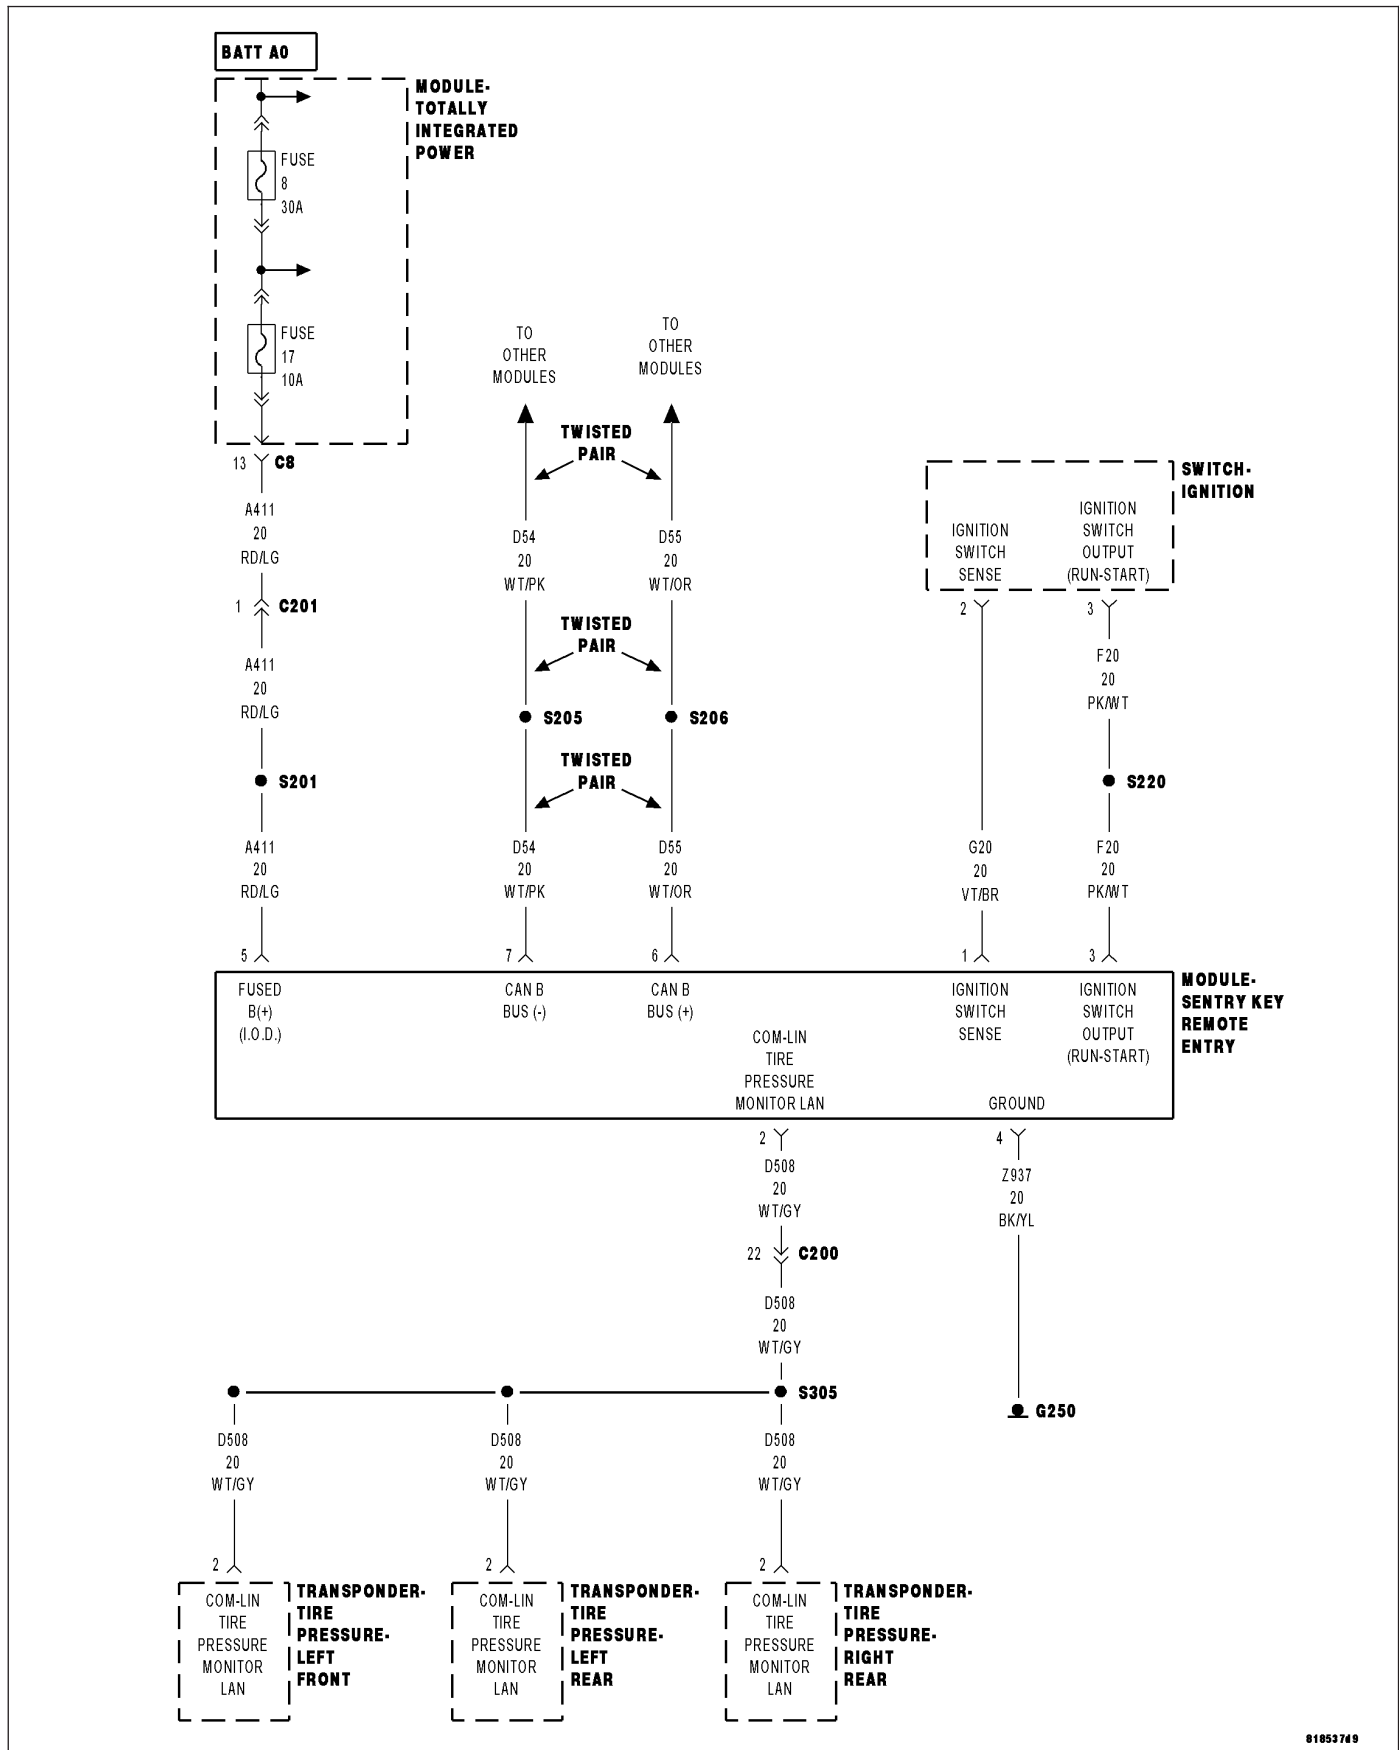 BATT A0
MODULE-
TOTALLY
INTEGRATED
POWER
FUSE
8
30A
FUSE
17
10A
13 C8
A411
20
RD/LG
1 C201
A411
20
RD/LG
S201
A411
20
RD/LG
5
TO
OTHER
MODULES
TO
OTHER
MODULES
TWISTED
PAIR
D54
20
WT/PK
D55
20
WT/OR
TWISTED
PAIR
S205
S206
TWISTED
PAIR
D54
20
WT/PK
7
D55
20
WT/OR
6
SWITCH-
IGNITION
IGNITION
SWITCH
SENSE
IGNITION
SWITCH
OUTPUT
(RUN-START)
2
3
F20
20
PK/WT
S220
G20
20
VT/BR
1
F20
20
PK/WT
3
MODULE-
SENTRY KEY
REMOTE
ENTRY
FUSED
B(+)
(I.O.D.)
CAN B
BUS (-)
CAN B
BUS (+)
IGNITION
SWITCH
SENSE
IGNITION
SWITCH
OUTPUT
(RUN-START)
COM-LIN
TIRE
PRESSURE
MONITOR LAN
GROUND
2
D508
20
WT/GY
22 C200
D508
20
WT/GY
S305
4
Z937
20
BK/YL
G250
D508
20
WT/GY
2
D508
20
WT/GY
2
D508
20
WT/GY
2
COM-LIN
TIRE
PRESSURE
MONITOR
LAN
TRANSPONDER-
TIRE
PRESSURE-
LEFT
FRONT
COM-LIN
TIRE
PRESSURE
MONITOR
LAN
TRANSPONDER-
TIRE
PRESSURE-
LEFT
REAR
COM-LIN
TIRE
PRESSURE
MONITOR
LAN
TRANSPONDER-
TIRE
PRESSURE-
RIGHT
REAR